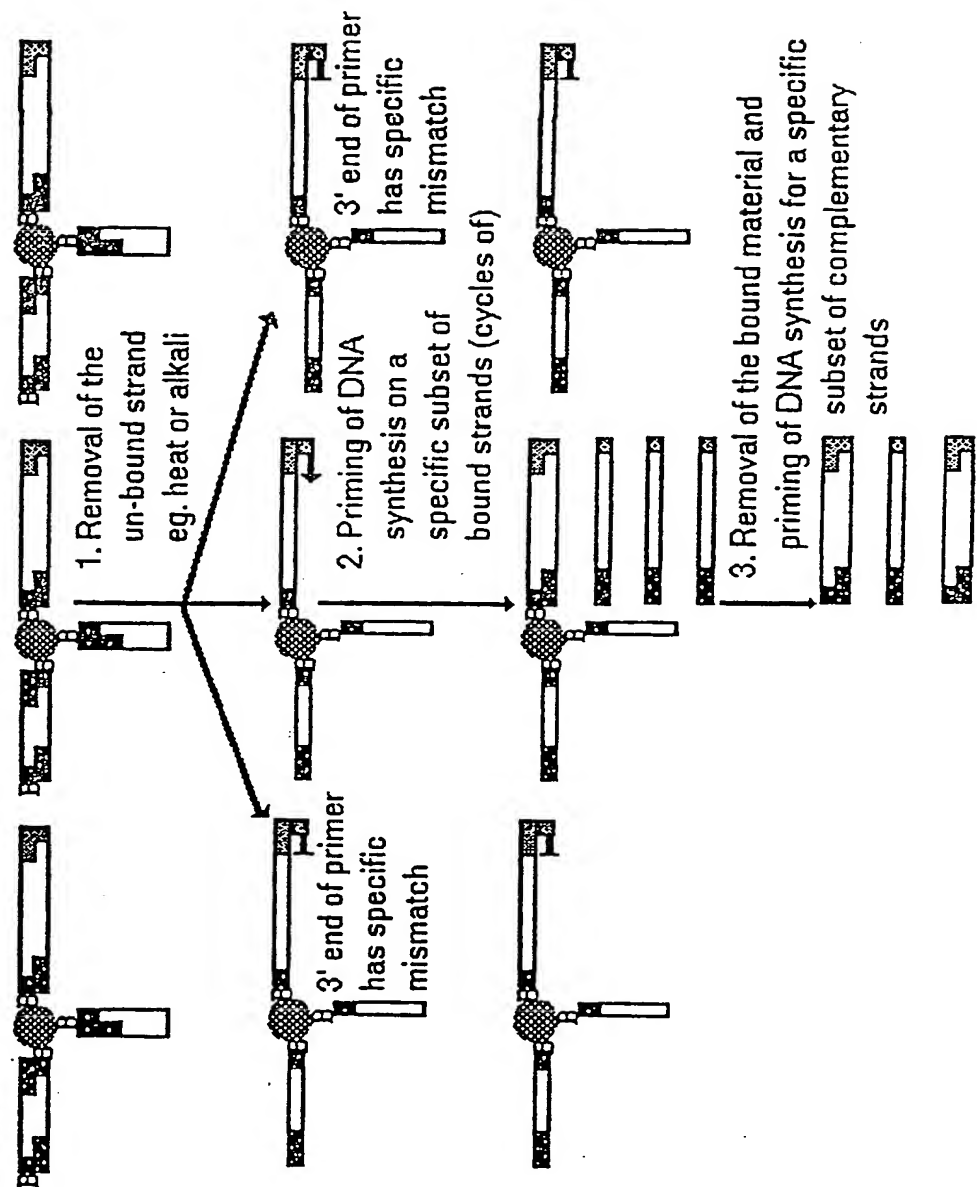 1. Removal of the
un-bound strand
eg. heat or alkali
3' end of primer
has specific
mismatch
2. Priming of DNA
synthesis on a
specific subset of
bound strands (cycles of)
3' end of primer
has specific
mismatch
3. Removal of the bound material and
priming of DNA synthesis for a specific
subset of complementary
strands